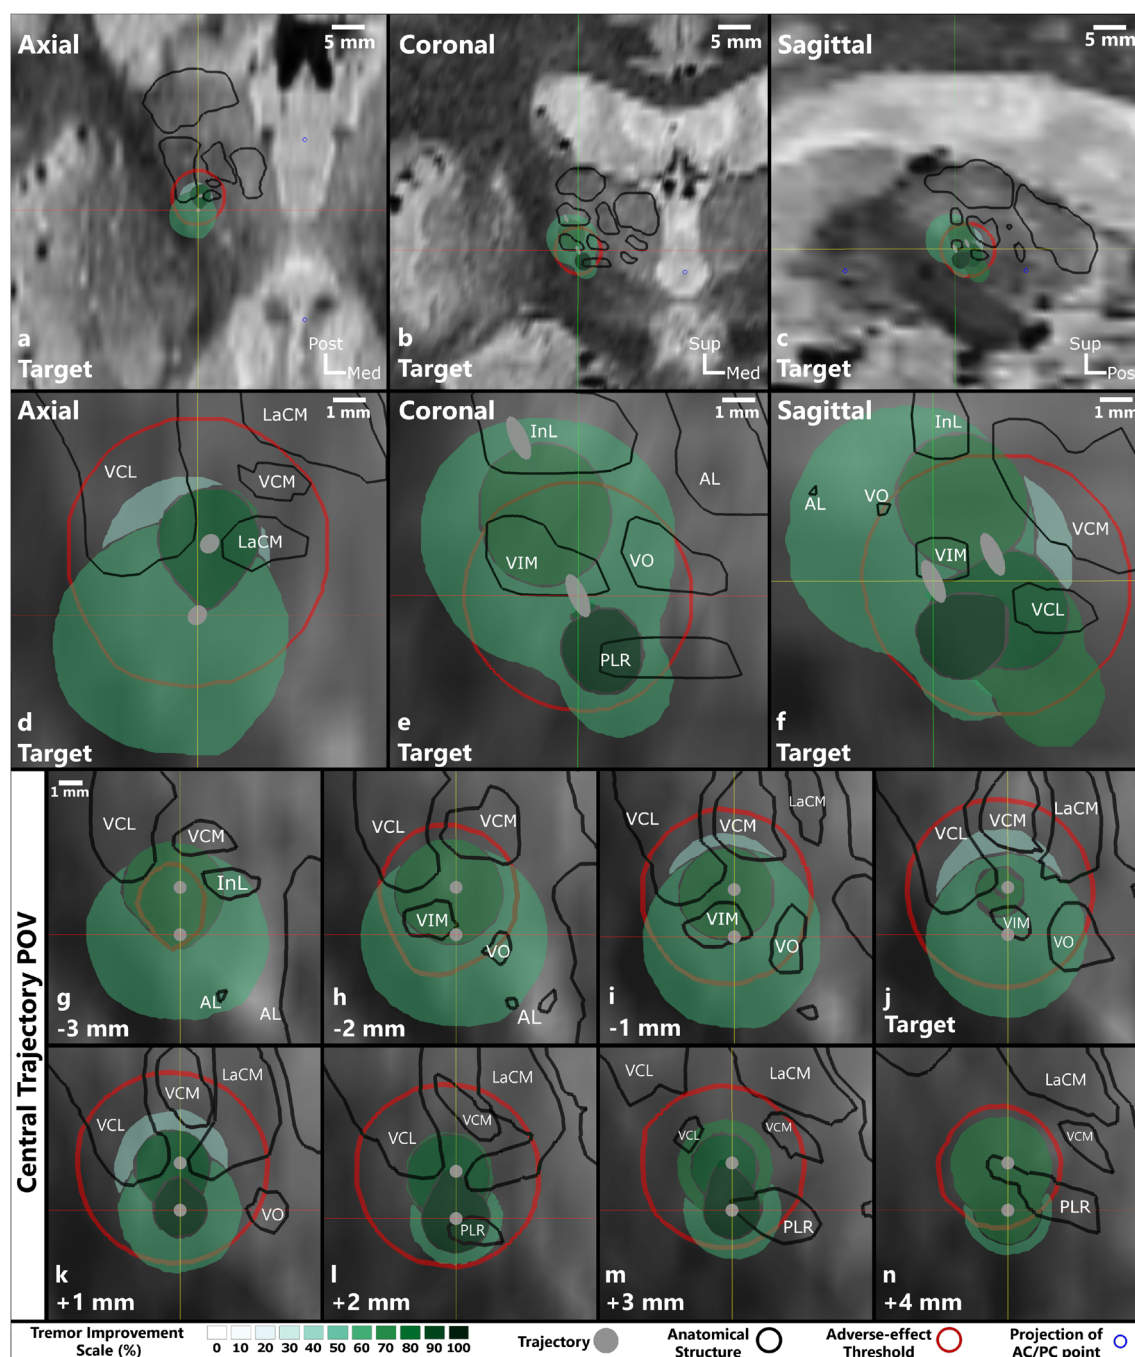 Axial
5 mm
a
Target
Post
Med
Coronal
5 mm
b
Target
Sup
Med
Sagittal
5 mm
c
Target
Sup
Pos
Axial
1 mm
LaCM
VCL
VCM
LaCM
d
Target
Coronal
1 mm
InL
AL
VIM
VO
PLR
e
Target
Sagittal
1 mm
InL
AL
VO
VCM
VIM
VCL
f
Target
Central Trajectory POV
1 mm
VCL
VCM
InL
AL
AL
g
-3 mm
VCL
VCM
VIM
VO
AL
h
-2 mm
LaCM
VCL
VCM
VIM
VO
i
-1 mm
LaCM
VCM
VCL
VIM
VO
j
Target
LaCM
VCM
VCL
VO
k
+1 mm
LaCM
VCM
VCL
PLR
l
+2 mm
VCL
LaCM
VCL
VCM
PLR
m
+3 mm
LaCM
VCM
PLR
n
+4 mm
Tremor Improvement
Scale (%)
0 10 20 30 40 50 60 70 80 90 100
Trajectory
Anatomical
Structure
Adverse-effect
Threshold
Projection of
AC/PC point